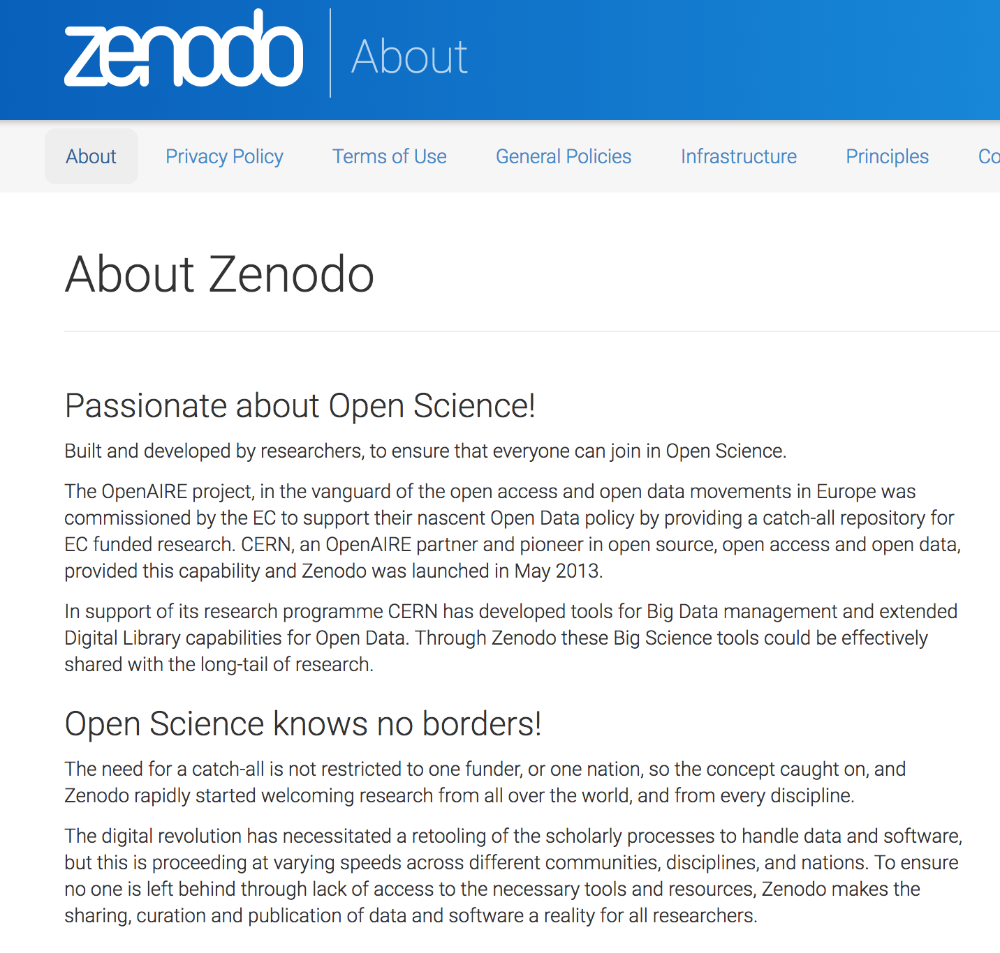 zenodo
About
About Privacy Policy Terms of Use General Policies Infrastructure Principles Co
About Zenodo
Passionate about Open Science!
Built and developed by researchers, to ensure that everyone can join in Open Science.
The OpenAIRE project, in the vanguard of the open access and open data movements in Europe was
commissioned by the EC to support their nascent Open Data policy by providing a catch-all repository for
EC funded research. CERN, an OpenAIRE partner and pioneer in open source, open access and open data,
provided this capability and Zenodo was launched in May 2013.
In support of its research programme CERN has developed tools for Big Data management and extended
Digital Library capabilities for Open Data. Through Zenodo these Big Science tools could be effectively
shared with the long-tail of research.
Open Science knows no borders!
The need for a catch-all is not restricted to one funder, or one nation, so the concept caught on, and
Zenodo rapidly started welcoming research from all over the world, and from every discipline.
The digital revolution has necessitated a retooling of the scholarly processes to handle data and software,
but this is proceeding at varying speeds across different communities, disciplines, and nations. To ensure
no one is left behind through lack of access to the necessary tools and resources, Zenodo makes the
sharing, curation and publication of data and software a reality for all researchers.